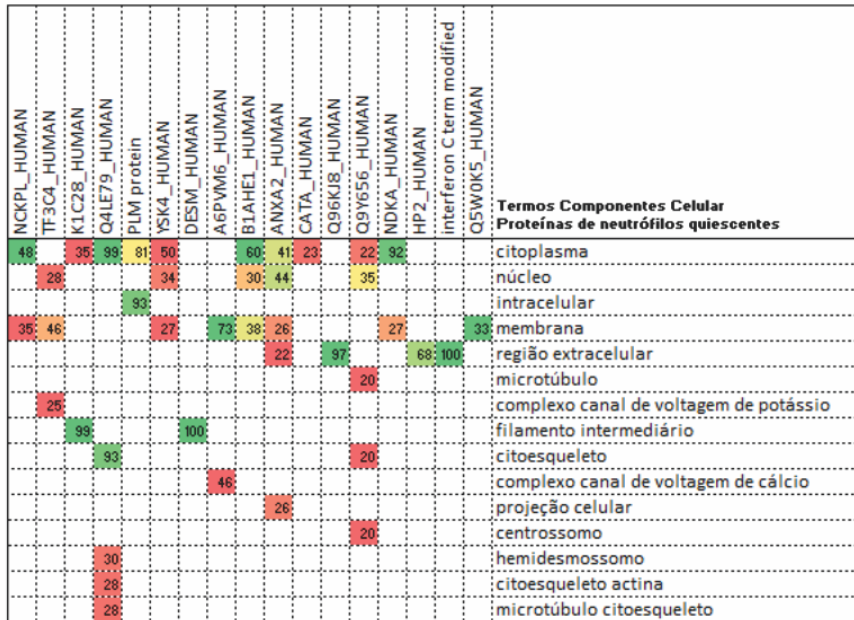 NCKPL_HUMAN
TF3C4_HUMAN
K1C28_HUMAN
Q4LE79_HUMAN
PLM protein
YSK4_HUMAN
DESM_HUMAN
A6PVM6_HUMAN
B1AHE1_HUMAN
ANXA2_HUMAN
CATA_HUMAN
Q96KJ8_HUMAN
Q9Y656_HUMAN
NDKA_HUMAN
HP2_HUMAN
interferon C term modified
Q5W0K5_HUMAN
Termos Componentes Celular
Proteínas de neutrófilos quiescentes
48 35 99 81 50 60 41 23 22 92 citoplasma
28 34 30 44 35 núcleo
93 intracelular
35 46 27 73 38 26 27 33 membrana
22 97 68 100 região extracelular
20 microtúbulo
25 complexo canal de voltagem de potássio
99 100 filamento intermediário
93 20 citoesqueleto
46 complexo canal de voltagem de cálcio
26 projeção celular
20 centrossomo
30 hemidesmossomo
28 citoesqueleto actina
28 microtúbulo citoesqueleto